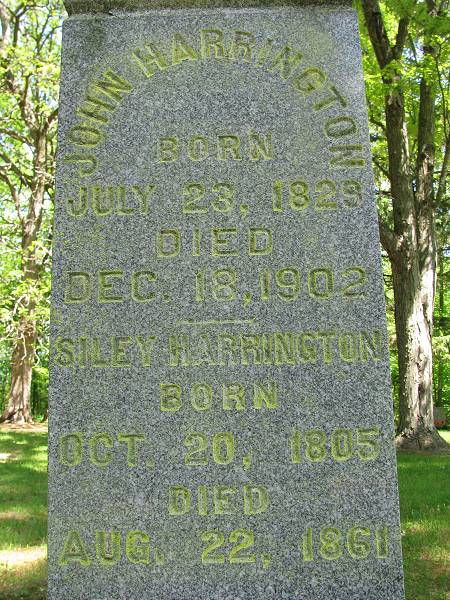 JOHN HARRINGTON
BORN
JULY 23, 1829
DIED
DEC. 18, 1902
SILEY HARRINGTON
BORN
OCT. 20, 1805
DIED
AUG. 22, 1861